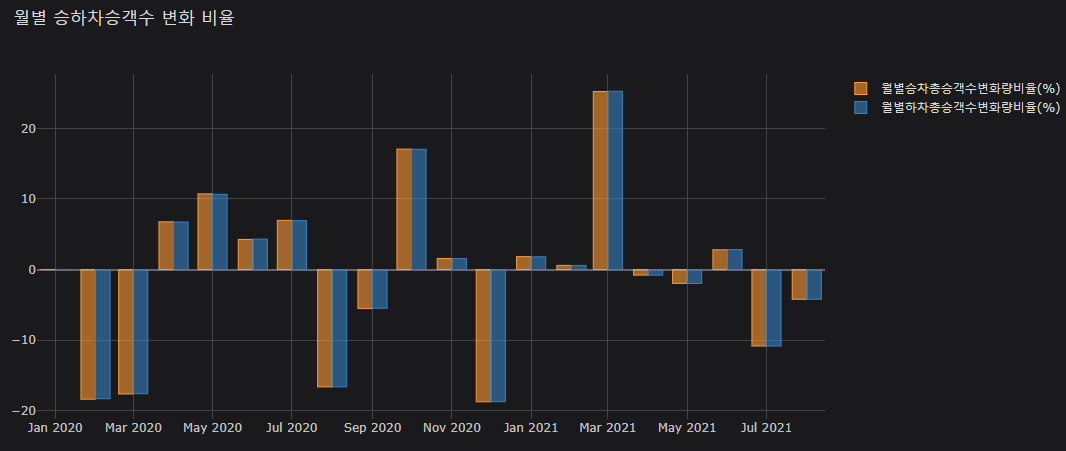 월별 승하차승객수 변화 비율
월별승차총승객수변화량비율(%)
월별하차총승객수변화량비율(%)
20
10
0
−10
−20
Jan 2020
Mar 2020
May 2020
Jul 2020
Sep 2020
Nov 2020
Jan 2021
Mar 2021
May 2021
Jul 2021